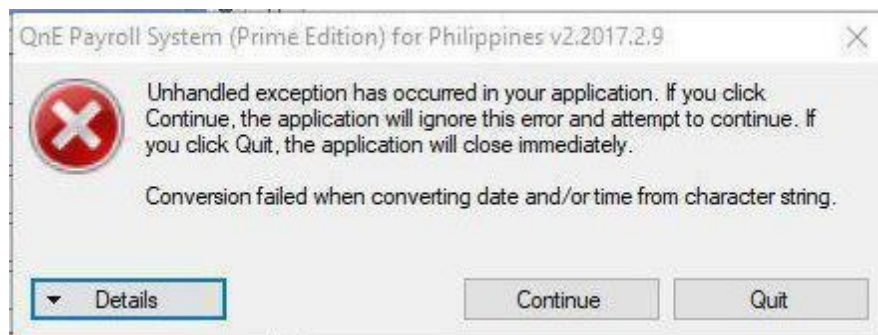 QnE Payroll System (Prime Edition) for Philippines v2.2017.2.9
Unhandled exception has occurred in your application. If you click
Continue, the application will ignore this error and attempt to continue. If
you click Quit, the application will close immediately.
Conversion failed when converting date and/or time from character string.
Details
Continue
Quit